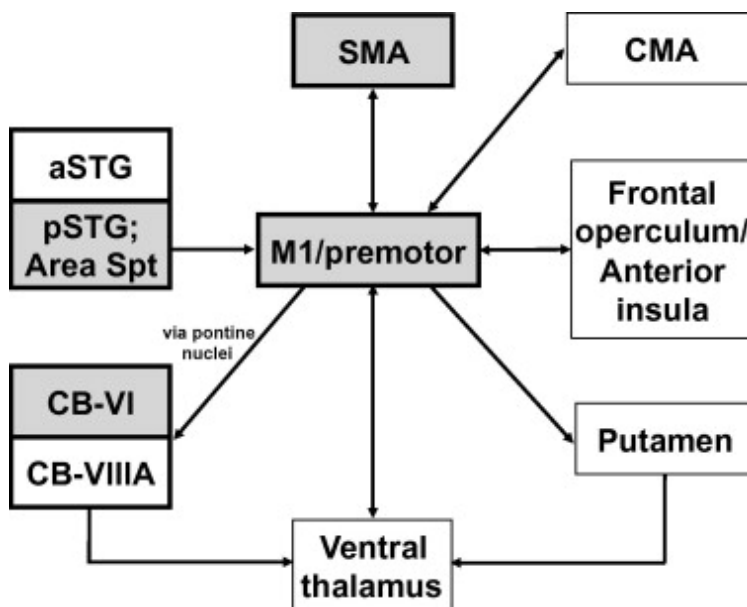 SMA
CMA
aSTG
pSTG;
Area Spt
M1/premotor
Frontal
operculum/
Anterior
insula
via pontine
nuclei
CB-VI
CB-VIIIA
Putamen
Ventral
thalamus